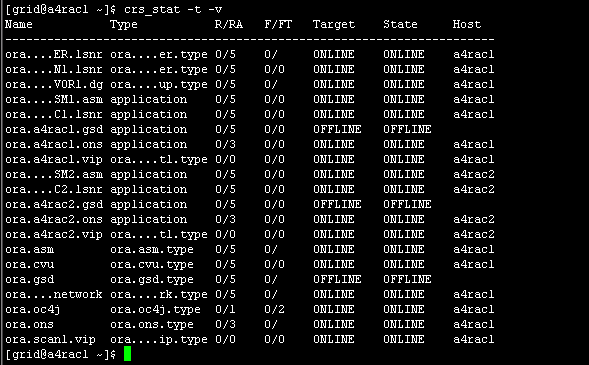 [grid@a4rac1 ~]$ crs_stat -t -v
Name           Type           R/RA   F/FT   Target    State     Host
----------------------------------------------------------------------
ora....ER.lsnr ora....er.type 0/5    0/     ONLINE    ONLINE    a4rac1
ora....N1.lsnr ora....er.type 0/5    0/0    ONLINE    ONLINE    a4rac1
ora....VOR1.dg ora....up.type 0/5    0/     ONLINE    ONLINE    a4rac1
ora....SM1.asm application    0/5    0/0    ONLINE    ONLINE    a4rac1
ora....C1.lsnr application    0/5    0/0    ONLINE    ONLINE    a4rac1
ora.a4rac1.gsd application    0/5    0/0    OFFLINE   OFFLINE
ora.a4rac1.ons application    0/3    0/0    ONLINE    ONLINE    a4rac1
ora.a4rac1.vip ora....t1.type 0/0    0/0    ONLINE    ONLINE    a4rac1
ora....SM2.asm application    0/5    0/0    ONLINE    ONLINE    a4rac2
ora....C2.lsnr application    0/5    0/0    ONLINE    ONLINE    a4rac2
ora.a4rac2.gsd application    0/5    0/0    OFFLINE   OFFLINE
ora.a4rac2.ons application    0/3    0/0    ONLINE    ONLINE    a4rac2
ora.a4rac2.vip ora....t1.type 0/0    0/0    ONLINE    ONLINE    a4rac2
ora.asm        ora.asm.type   0/5    0/     ONLINE    ONLINE    a4rac1
ora.cvu        ora.cvu.type   0/5    0/0    ONLINE    ONLINE    a4rac1
ora.gsd        ora.gsd.type   0/5    0/     OFFLINE   OFFLINE
ora....network ora....rk.type 0/5    0/     ONLINE    ONLINE    a4rac1
ora.oc4j       ora.oc4j.type  0/1    0/2    ONLINE    ONLINE    a4rac1
ora.ons        ora.ons.type   0/3    0/     ONLINE    ONLINE    a4rac1
ora.scan1.vip  ora....ip.type 0/0    0/0    ONLINE    ONLINE    a4rac1
[grid@a4rac1 ~]$